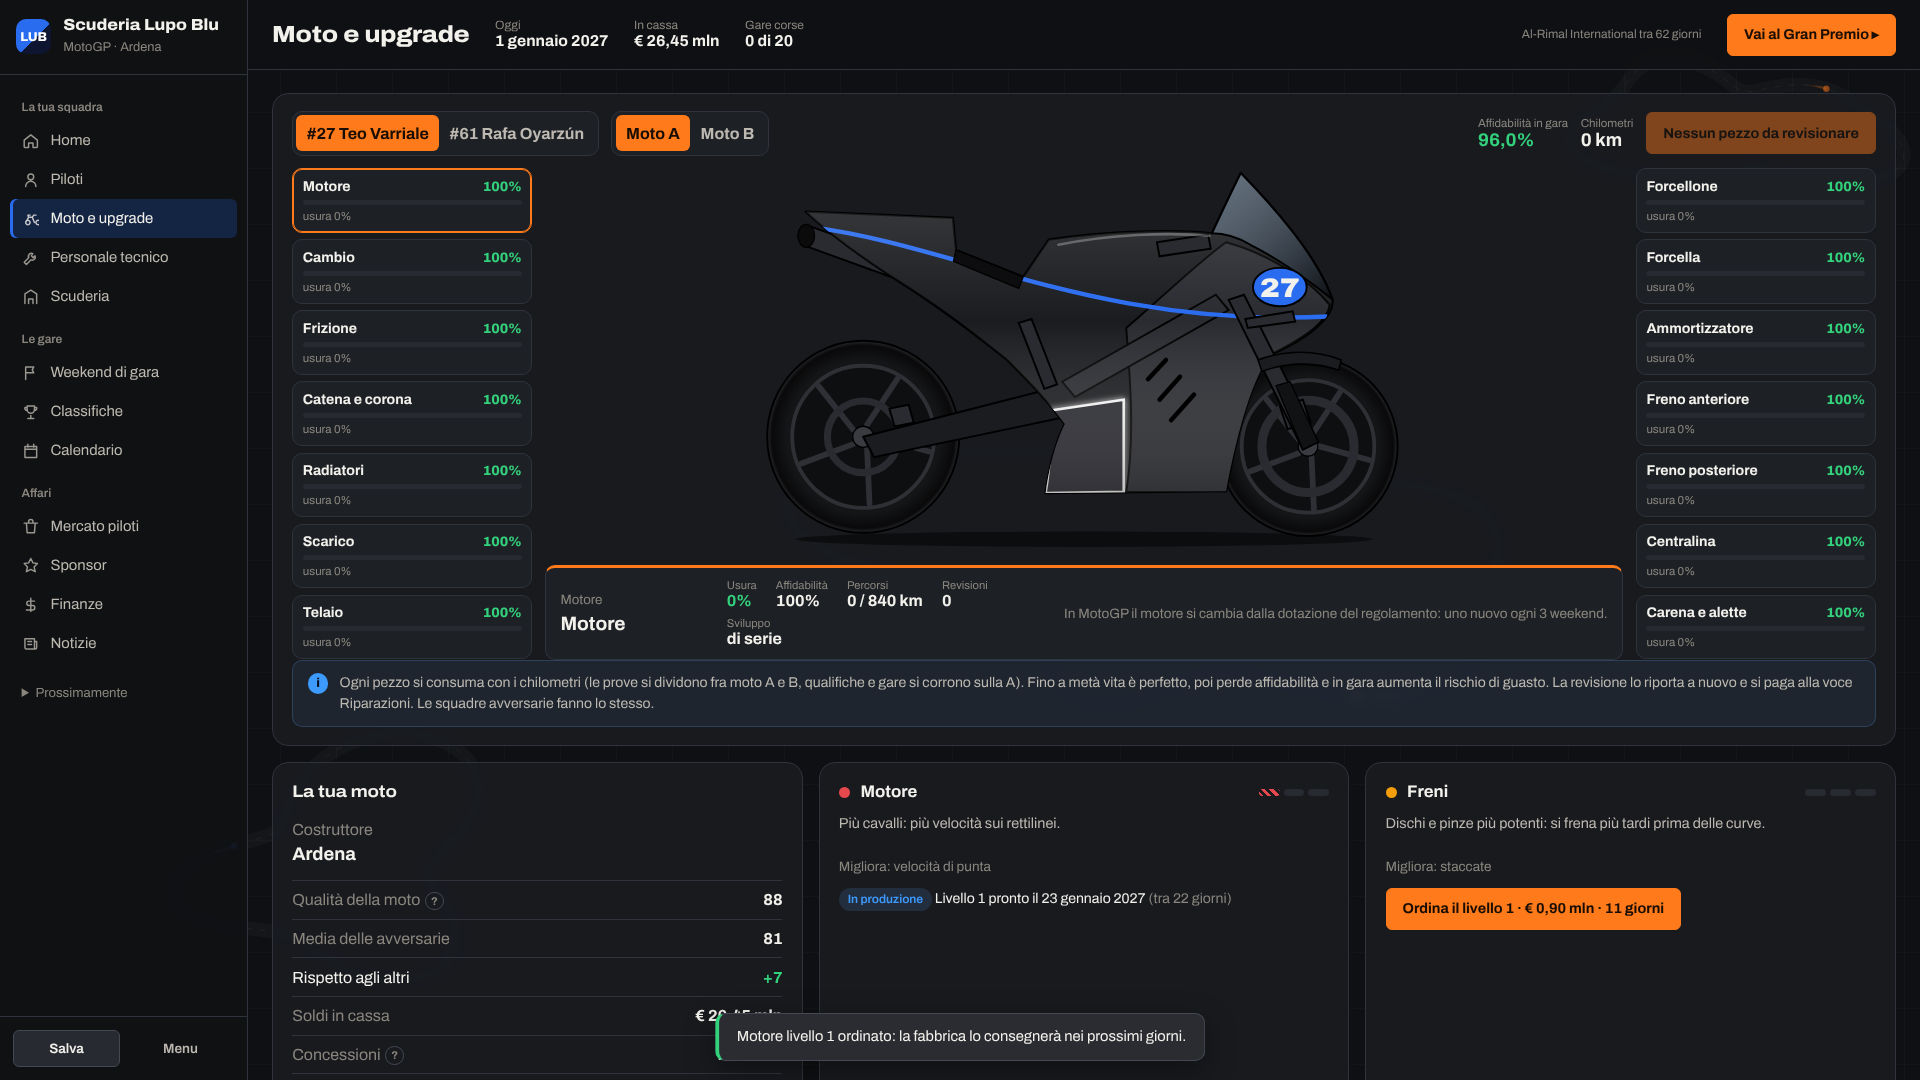 LUB
Scuderia Lupo Blu
MotoGP · Ardena
La tua squadra
Home
Piloti
Moto e upgrade
Personale tecnico
Scuderia
Le gare
Weekend di gara
Classifiche
Calendario
Affari
Mercato piloti
Sponsor
Finanze
Notizie
Prossimamente
Salva
Menu
Moto e upgrade
Oggi
1 gennaio 2027
In cassa
€ 26,45 mln
Gare corse
0 di 20
Al-Rimal International tra 62 giorni
Vai al Gran Premio ▸
#27 Teo Varriale
#61 Rafa Oyarzún
Moto A
Moto B
Affidabilità in gara
96,0%
Chilometri
0 km
Nessun pezzo da revisionare
Motore 100%
usura 0%
Cambio 100%
usura 0%
Frizione 100%
usura 0%
Catena e corona 100%
usura 0%
Radiatori 100%
usura 0%
Scarico 100%
usura 0%
Telaio 100%
usura 0%
27
Forcellone 100%
usura 0%
Forcella 100%
usura 0%
Ammortizzatore 100%
usura 0%
Freno anteriore 100%
usura 0%
Freno posteriore 100%
usura 0%
Centralina 100%
usura 0%
Carena e alette 100%
usura 0%
Motore
Motore
Usura
0%
Affidabilità
100%
Percorsi
0 / 840 km
Revisioni
0
Sviluppo
di serie
In MotoGP il motore si cambia dalla dotazione del regolamento: uno nuovo ogni 3 weekend.
i
Ogni pezzo si consuma con i chilometri (le prove si dividono fra moto A e B, qualifiche e gare si corrono sulla A). Fino a metà vita è perfetto, poi perde affidabilità e in gara aumenta il rischio di guasto. La revisione lo riporta a nuovo e si paga alla voce
Riparazioni. Le squadre avversarie fanno lo stesso.
La tua moto
Costruttore
Ardena
Qualità della moto ? 88
Media delle avversarie 81
Rispetto agli altri +7
Soldi in cassa
Concessioni ?
Motore
Più cavalli: più velocità sui rettilinei.
Migliora: velocità di punta
In produzione Livello 1 pronto il 23 gennaio 2027 (tra 22 giorni)
Freni
Dischi e pinze più potenti: si frena più tardi prima delle curve.
Migliora: staccate
Ordina il livello 1 · € 0,90 mln · 11 giorni
Motore livello 1 ordinato: la fabbrica lo consegnerà nei prossimi giorni.